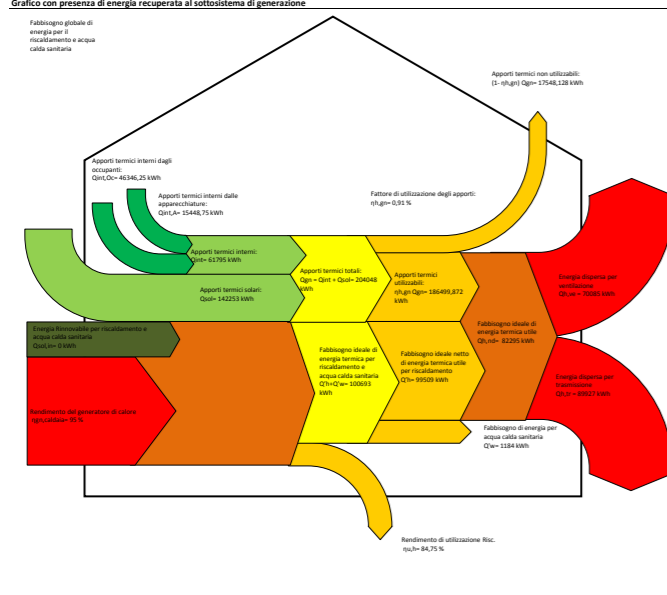 Grafico con presenza di energia recuperata al sottosistema di generazione
Fabbisogno globale di
energia per il
riscaldamento e acqua
calda sanitaria
Apporti termici non utilizzabili:
(1- ηh,gn) Qgn= 17548,128 kWh
Apporti termici interni dagli
occupanti:
Qint,Oc= 46346,25 kWh
Apporti termici interni dalle
apparecchiature:
Qint,A= 15448,75 kWh
Fattore di utilizzazione degli apporti:
ηh,gn= 0,91 %
Apporti termici interni:
Qint= 61795 kWh
Apporti termici solari:
Qsol= 142253 kWh
Apporti termici totali:
Qgn = Qint + Qsol= 204048
kWh
Apporti termici
utilizzabili:
ηh,gn Qgn= 186499,872
kWh
Energia dispersa per
ventilazione
Energia Rinnovabile per riscaldamento e
acqua calda sanitaria
Qsol,in= 0 kWh
Fabbisogno ideale di
energia termica utile
Qh,nd= 82295 kWh
Fabbisogno ideale di
energia termica per
riscaldamento e
acqua calda sanitaria
Q'h+Q'w= 100693
kWh
Fabbisogno ideale netto
di energia termica utile
per riscaldamento
Q'h= 99509 kWh
Energia dispersa per
trasmissione
Rendimento del generatore di calore
ηgn,caldaia= 95 %
Fabbisogno di energia per
acqua calda sanitaria
Q'w= 1184 kWh
Rendimento di utilizzazione Risc.
ηu,h= 84,75 %